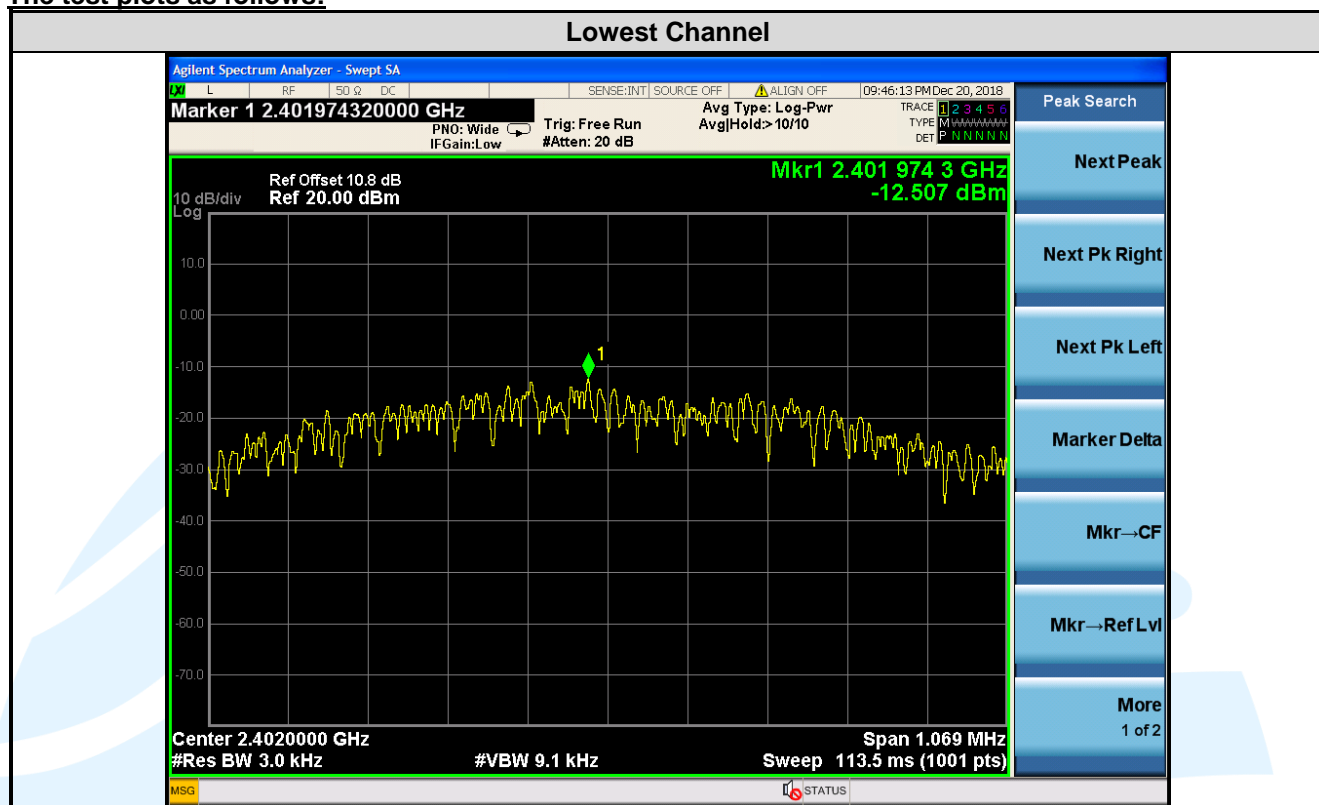 The test plots as follows:
Lowest Channel
Agilent Spectrum Analyzer - Swept SA
LXI L RF 50 Ω DC SENSE:INT SOURCE OFF ALIGN OFF 09:46:13 PM Dec 20, 2018
Marker 1 2.401974320000 GHz
PNO: Wide
IFGain:Low
Trig: Free Run
#Atten: 20 dB
Avg Type: Log-Pwr
Avg|Hold:> 10/10
TRACE 1 2 3 4 5 6
TYPE M
DET P N N N N N
Peak Search
Mkr1 2.401 974 3 GHz
-12.507 dBm
Ref Offset 10.8 dB
10 dB/div Ref 20.00 dBm
Log
10.0
0.00
-10.0
-20.0
-30.0
-40.0
-50.0
-60.0
-70.0
1
Center 2.4020000 GHz
Span 1.069 MHz
#Res BW 3.0 kHz
#VBW 9.1 kHz
Sweep 113.5 ms (1001 pts)
Next Peak
Next Pk Right
Next Pk Left
Marker Delta
Mkr→CF
Mkr→Ref Lvl
More
1 of 2
MSG
STATUS